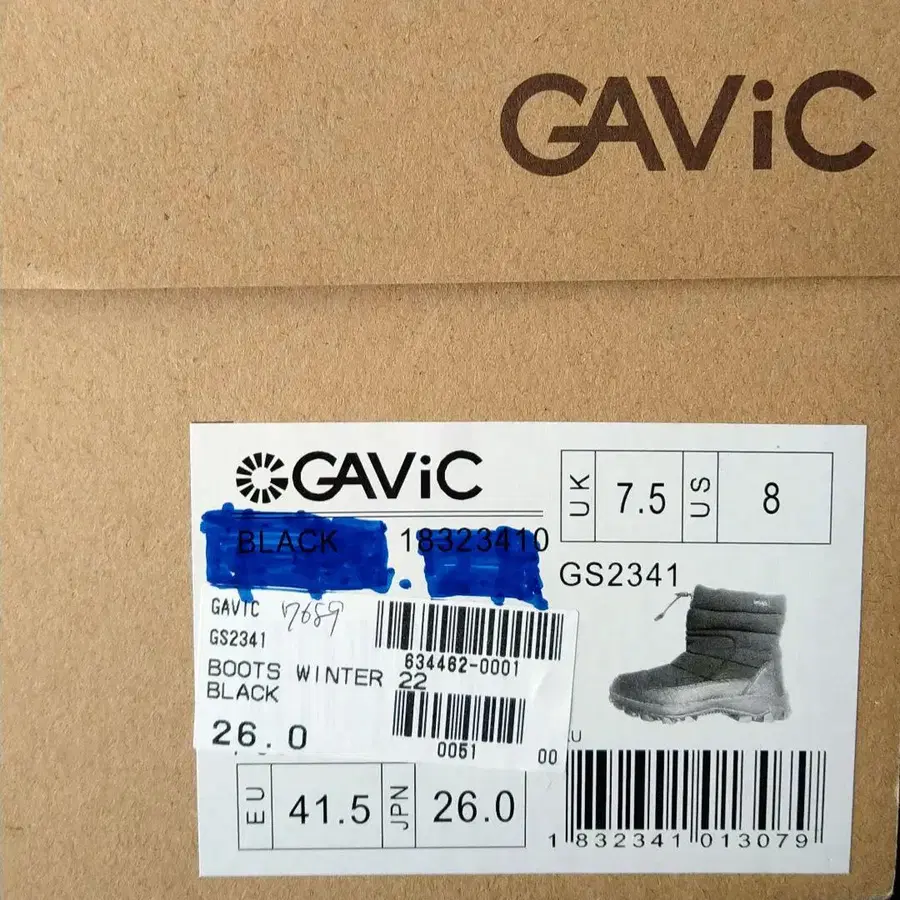 GAViC
GAViC
UK 7.5 US 8
BLACK 18323410
GS2341
GAVIC 7689
GS2341
634462-0001
BOOTS WINTER 22
BLACK
26.0
0051 00
EU 41.5 JPN 26.0
1 832341 013079